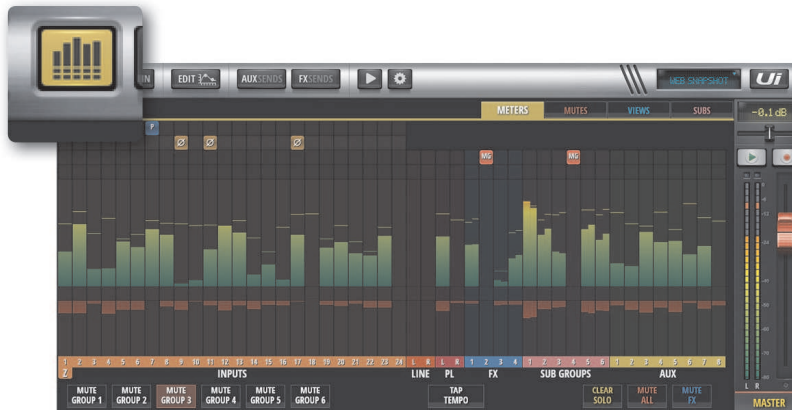 IN EDIT AUXSENDS FXSENDS WEB SNAPSHOT Ui
METERS MUTES VIEWS SUBS -0.1 dB
P
Ø Ø Ø
MG MG
1 2 3 4 5 6 7 8 9 10 11 12 13 14 15 16 17 18 19 20 21 22 23 24 L R L R 1 2 3 4 1 2 3 4 5 6 1 2 3 4 5 6 7 8
Z INPUTS LINE PL FX SUB GROUPS AUX
L R
MUTE GROUP 1 MUTE GROUP 2 MUTE GROUP 3 MUTE GROUP 4 MUTE GROUP 5 MUTE GROUP 6 TAP TEMPO CLEAR SOLO MUTE ALL MUTE FX
MASTER